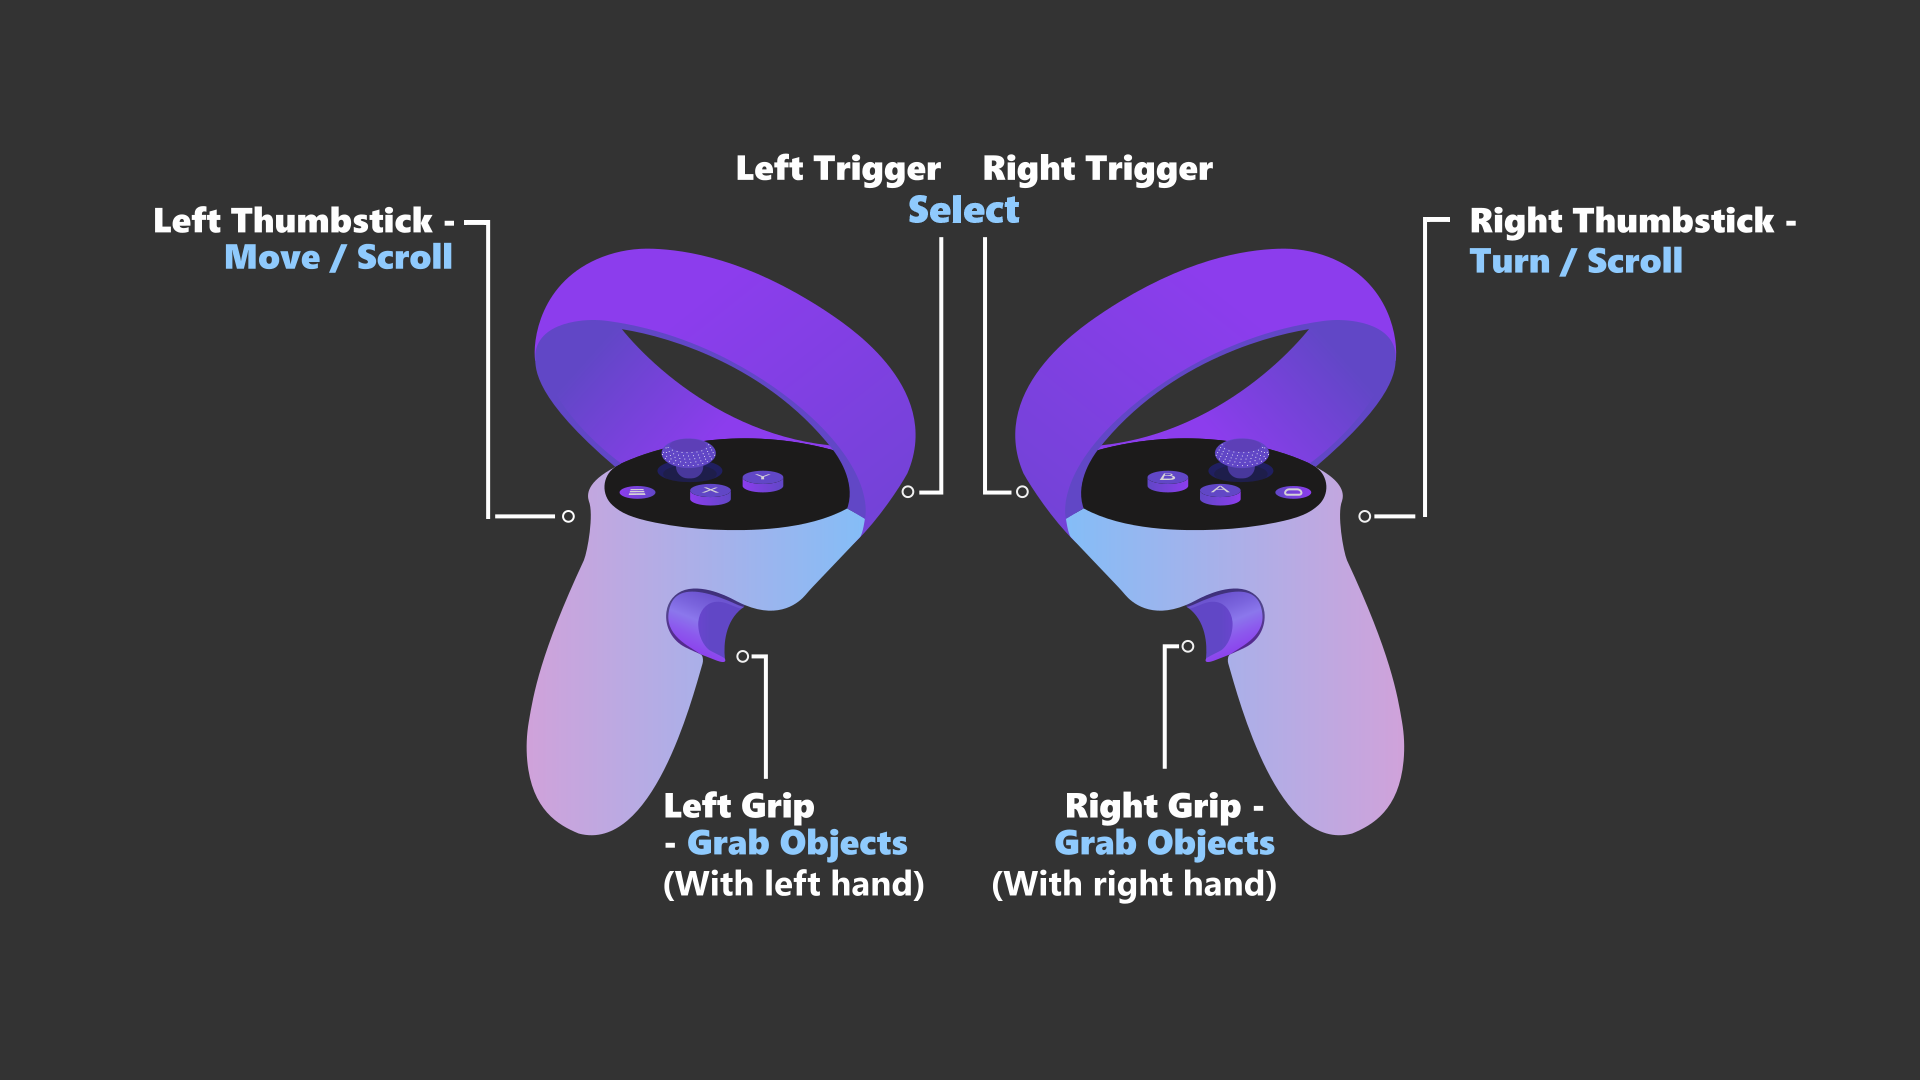 Left Trigger
Right Trigger
Select
Left Thumbstick -
Move / Scroll
Right Thumbstick -
Turn / Scroll
Y
X
B
A
Left Grip
- Grab Objects
(With left hand)
Right Grip -
Grab Objects
(With right hand)